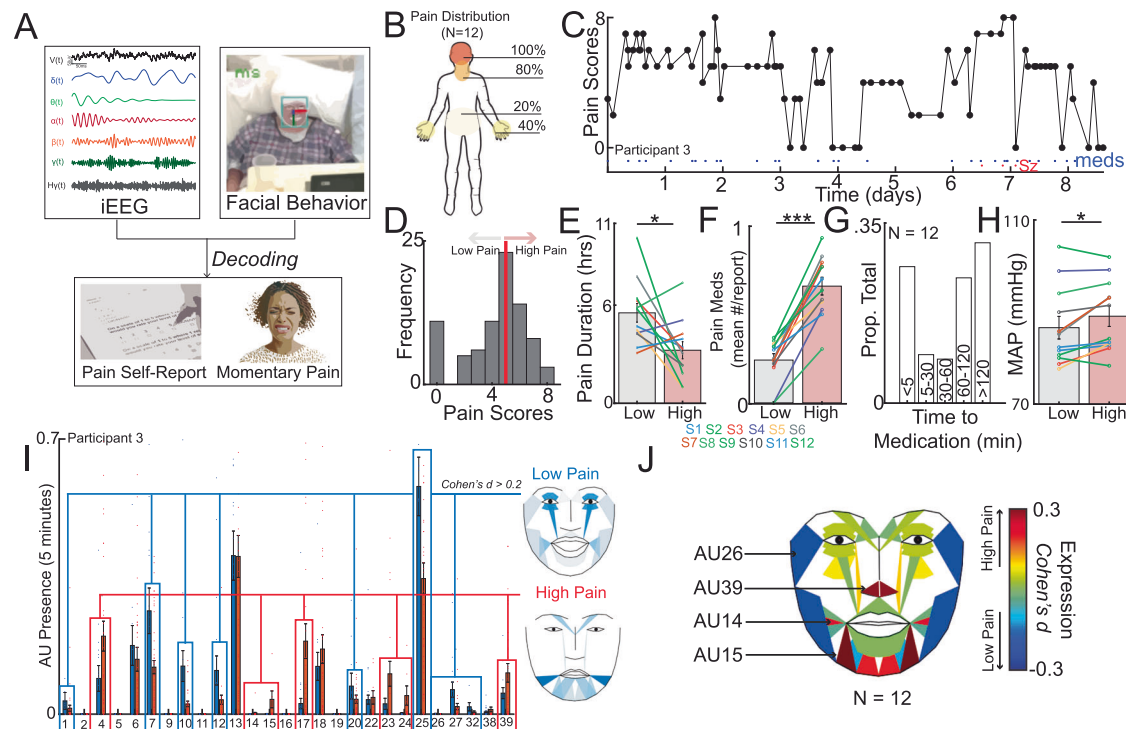 A
V(t)
δ(t)
θ(t)
α(t)
β(t)
γ(t)
Hγ(t)
iEEG
ms
Facial Behavior
Decoding
Pain Self-Report
Momentary Pain
B
Pain Distribution
(N=12)
100%
80%
20%
40%
C
Pain Scores
8
0
Participant 3
meds
Sz
1 2 3 4 5 6 7 8
Time (days)
D
Frequency
25
0
Low Pain
High Pain
0 4 8
Pain Scores
E
Pain Duration (hrs)
11
6
0
*
Low High
F
Pain Meds
(mean #/report)
1
0
***
Low High
S1 S2 S3 S4 S5 S6
S7 S8 S9 S10 S11 S12
G
Prop. Total
.35
0
N = 12
<5
5-30
30-60
60-120
>120
Time to
Medication (min)
H
MAP (mmHg)
110
70
*
Low High
I
AU Presence (5 minutes)
0.7
0
Participant 3
Cohen's d > 0.2
Low Pain
High Pain
1 2 4 5 6 7 9 10 11 12 13 14 15 16 17 18 19 20 22 23 24 25 26 27 32 38 39
J
AU26
AU39
AU14
AU15
N = 12
High Pain
Low Pain
0.3
-0.3
Expression
Cohen's d